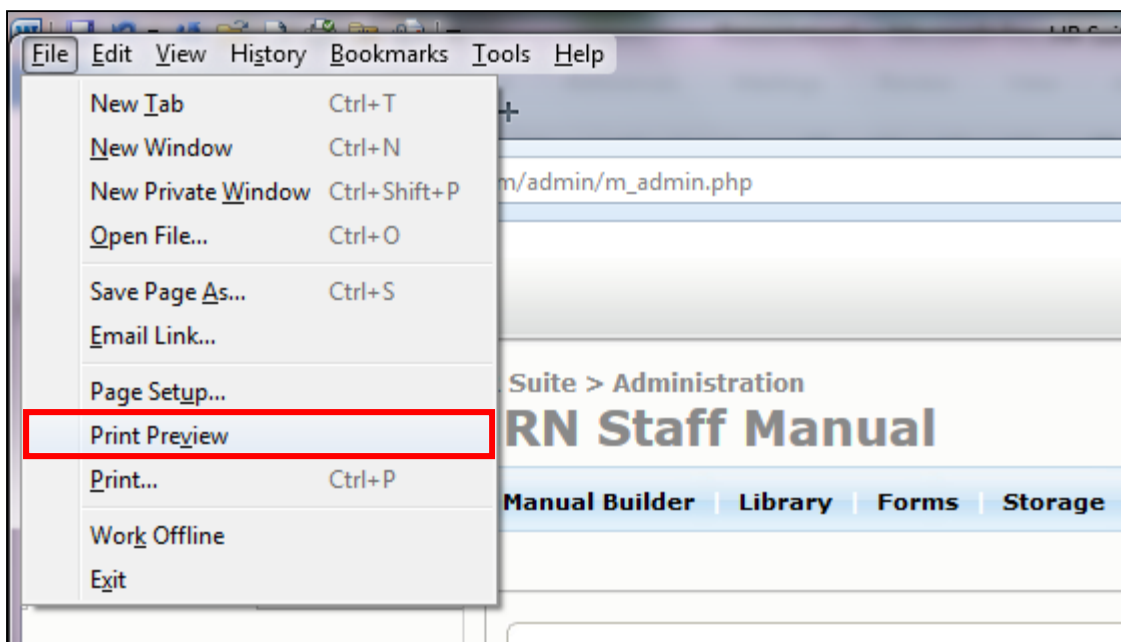 File Edit View History Bookmarks Tools Help
New Tab Ctrl+T
New Window Ctrl+N
m/admin/m_admin.php
New Private Window Ctrl+Shift+P
Open File... Ctrl+O
Save Page As... Ctrl+S
Email Link...
Page Setup...
Suite > Administration
Print Preview
RN Staff Manual
Print... Ctrl+P
Manual Builder Library Forms Storage
Work Offline
Exit